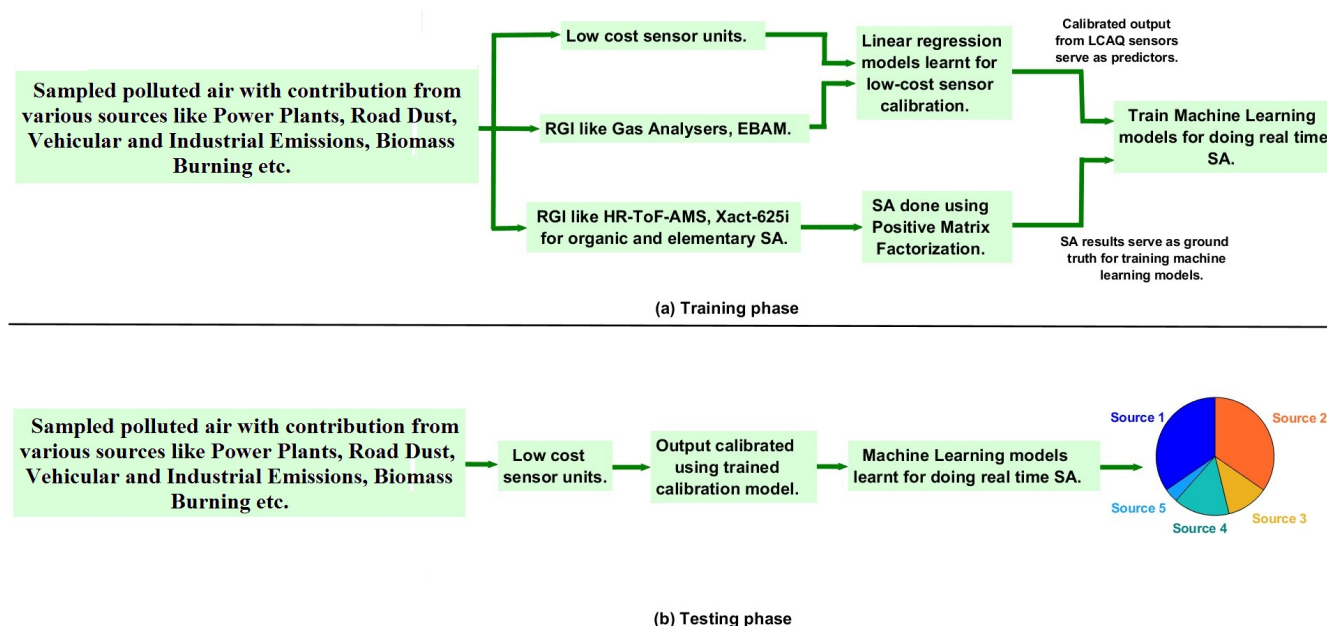 Sampled polluted air with contribution from
various sources like Power Plants, Road Dust,
Vehicular and Industrial Emissions, Biomass
Burning etc.
Low cost sensor units.
RGI like Gas Analysers, EBAM.
RGI like HR-ToF-AMS, Xact-625i
for organic and elementary SA.
Linear regression
models learnt for
low-cost sensor
calibration.
SA done using
Positive Matrix
Factorization.
Calibrated output
from LCAQ sensors
serve as predictors.
Train Machine Learning
models for doing real time
SA.
SA results serve as ground
truth for training machine
learning models.
(a) Training phase
Sampled polluted air with contribution from
various sources like Power Plants, Road Dust,
Vehicular and Industrial Emissions, Biomass
Burning etc.
Low cost
sensor units.
Output calibrated
using trained
calibration model.
Machine Learning models
learnt for doing real time SA.
Source 1
Source 2
Source 5
Source 3
Source 4
(b) Testing phase